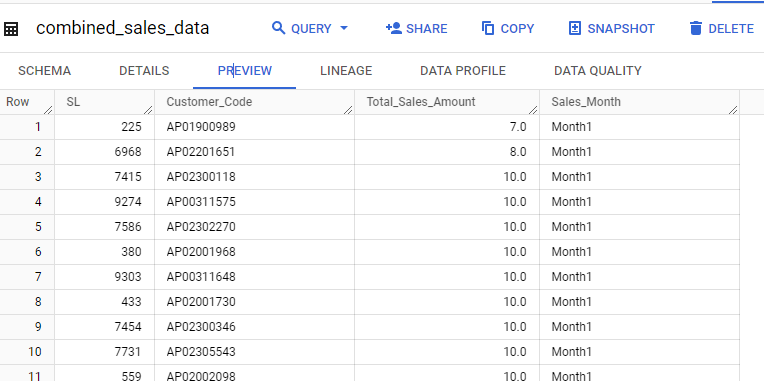 combined_sales_data QUERY SHARE COPY SNAPSHOT DELETE
SCHEMA DETAILS PREVIEW LINEAGE DATA PROFILE DATA QUALITY
Row SL Customer_Code Total_Sales_Amount Sales_Month
1 225 AP01900989 7.0 Month1
2 6968 AP02201651 8.0 Month1
3 7415 AP02300118 10.0 Month1
4 9274 AP00311575 10.0 Month1
5 7586 AP02302270 10.0 Month1
6 380 AP02001968 10.0 Month1
7 9303 AP00311648 10.0 Month1
8 433 AP02001730 10.0 Month1
9 7454 AP02300346 10.0 Month1
10 7731 AP02305543 10.0 Month1
11 559 AP02002098 10.0 Month1